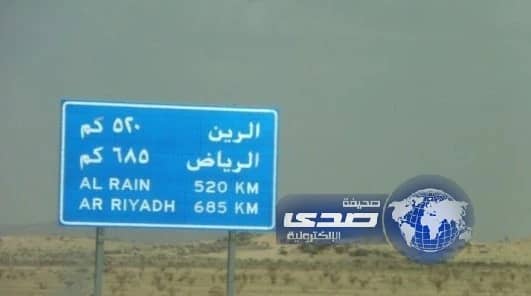 الرين ٥٢٠ كم
الرياض ٦٨٥ كم
AL RAIN 520 KM
AR RIYADH 685 KM
صحيفة
صدى
الإلكترونية